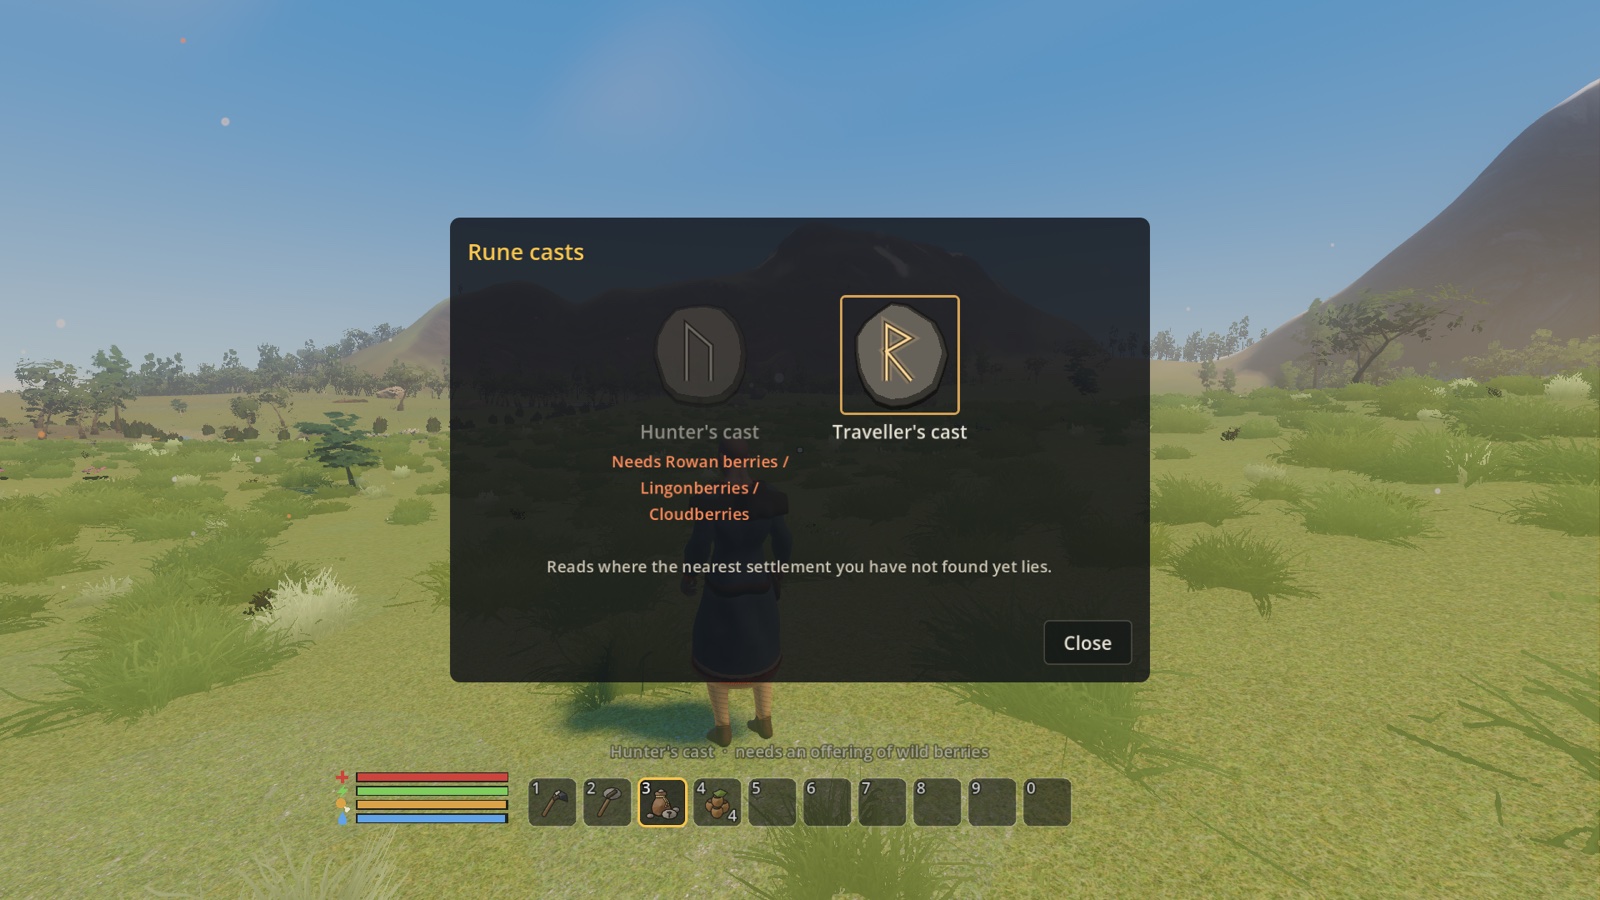 Rune casts
ᚢ
ᚱ
Hunter's cast
Traveller's cast
Needs Rowan berries /
Lingonberries /
Cloudberries
Reads where the nearest settlement you have not found yet lies.
Close
Hunter's cast · needs an offering of wild berries
1 2 3 4 5 6 7 8 9 0
4